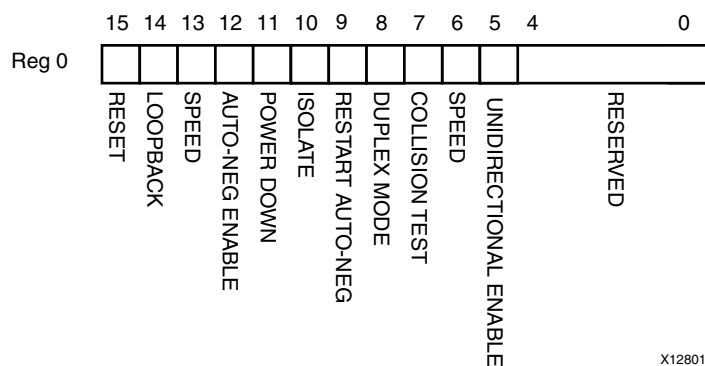 15 14 13 12 11 10 9 8 7 6 5 4 0
Reg 0
RESET
LOOPBACK
SPEED
AUTO-NEG ENABLE
POWER DOWN
ISOLATE
RESTART AUTO-NEG
DUPLEX MODE
COLLISION TEST
SPEED
UNIDIRECTIONAL ENABLE
RESERVED
X12801